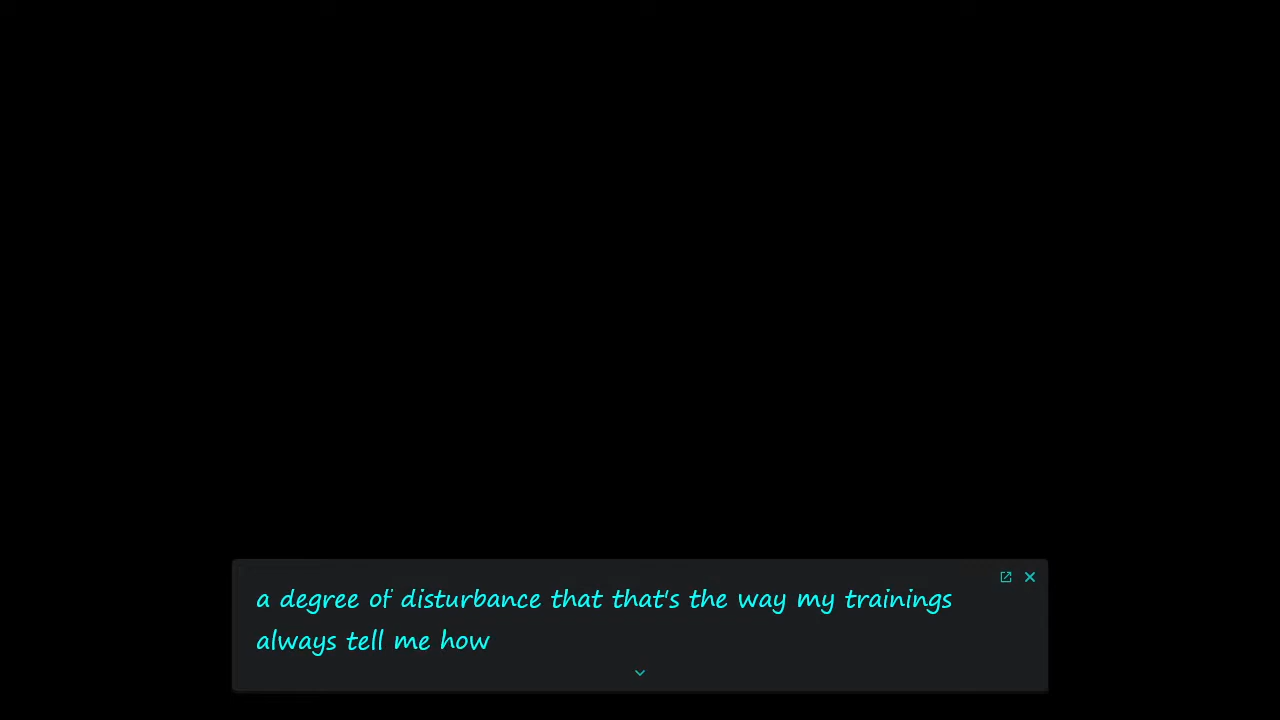 a degree of disturbance that that's the way my trainings
always tell me how